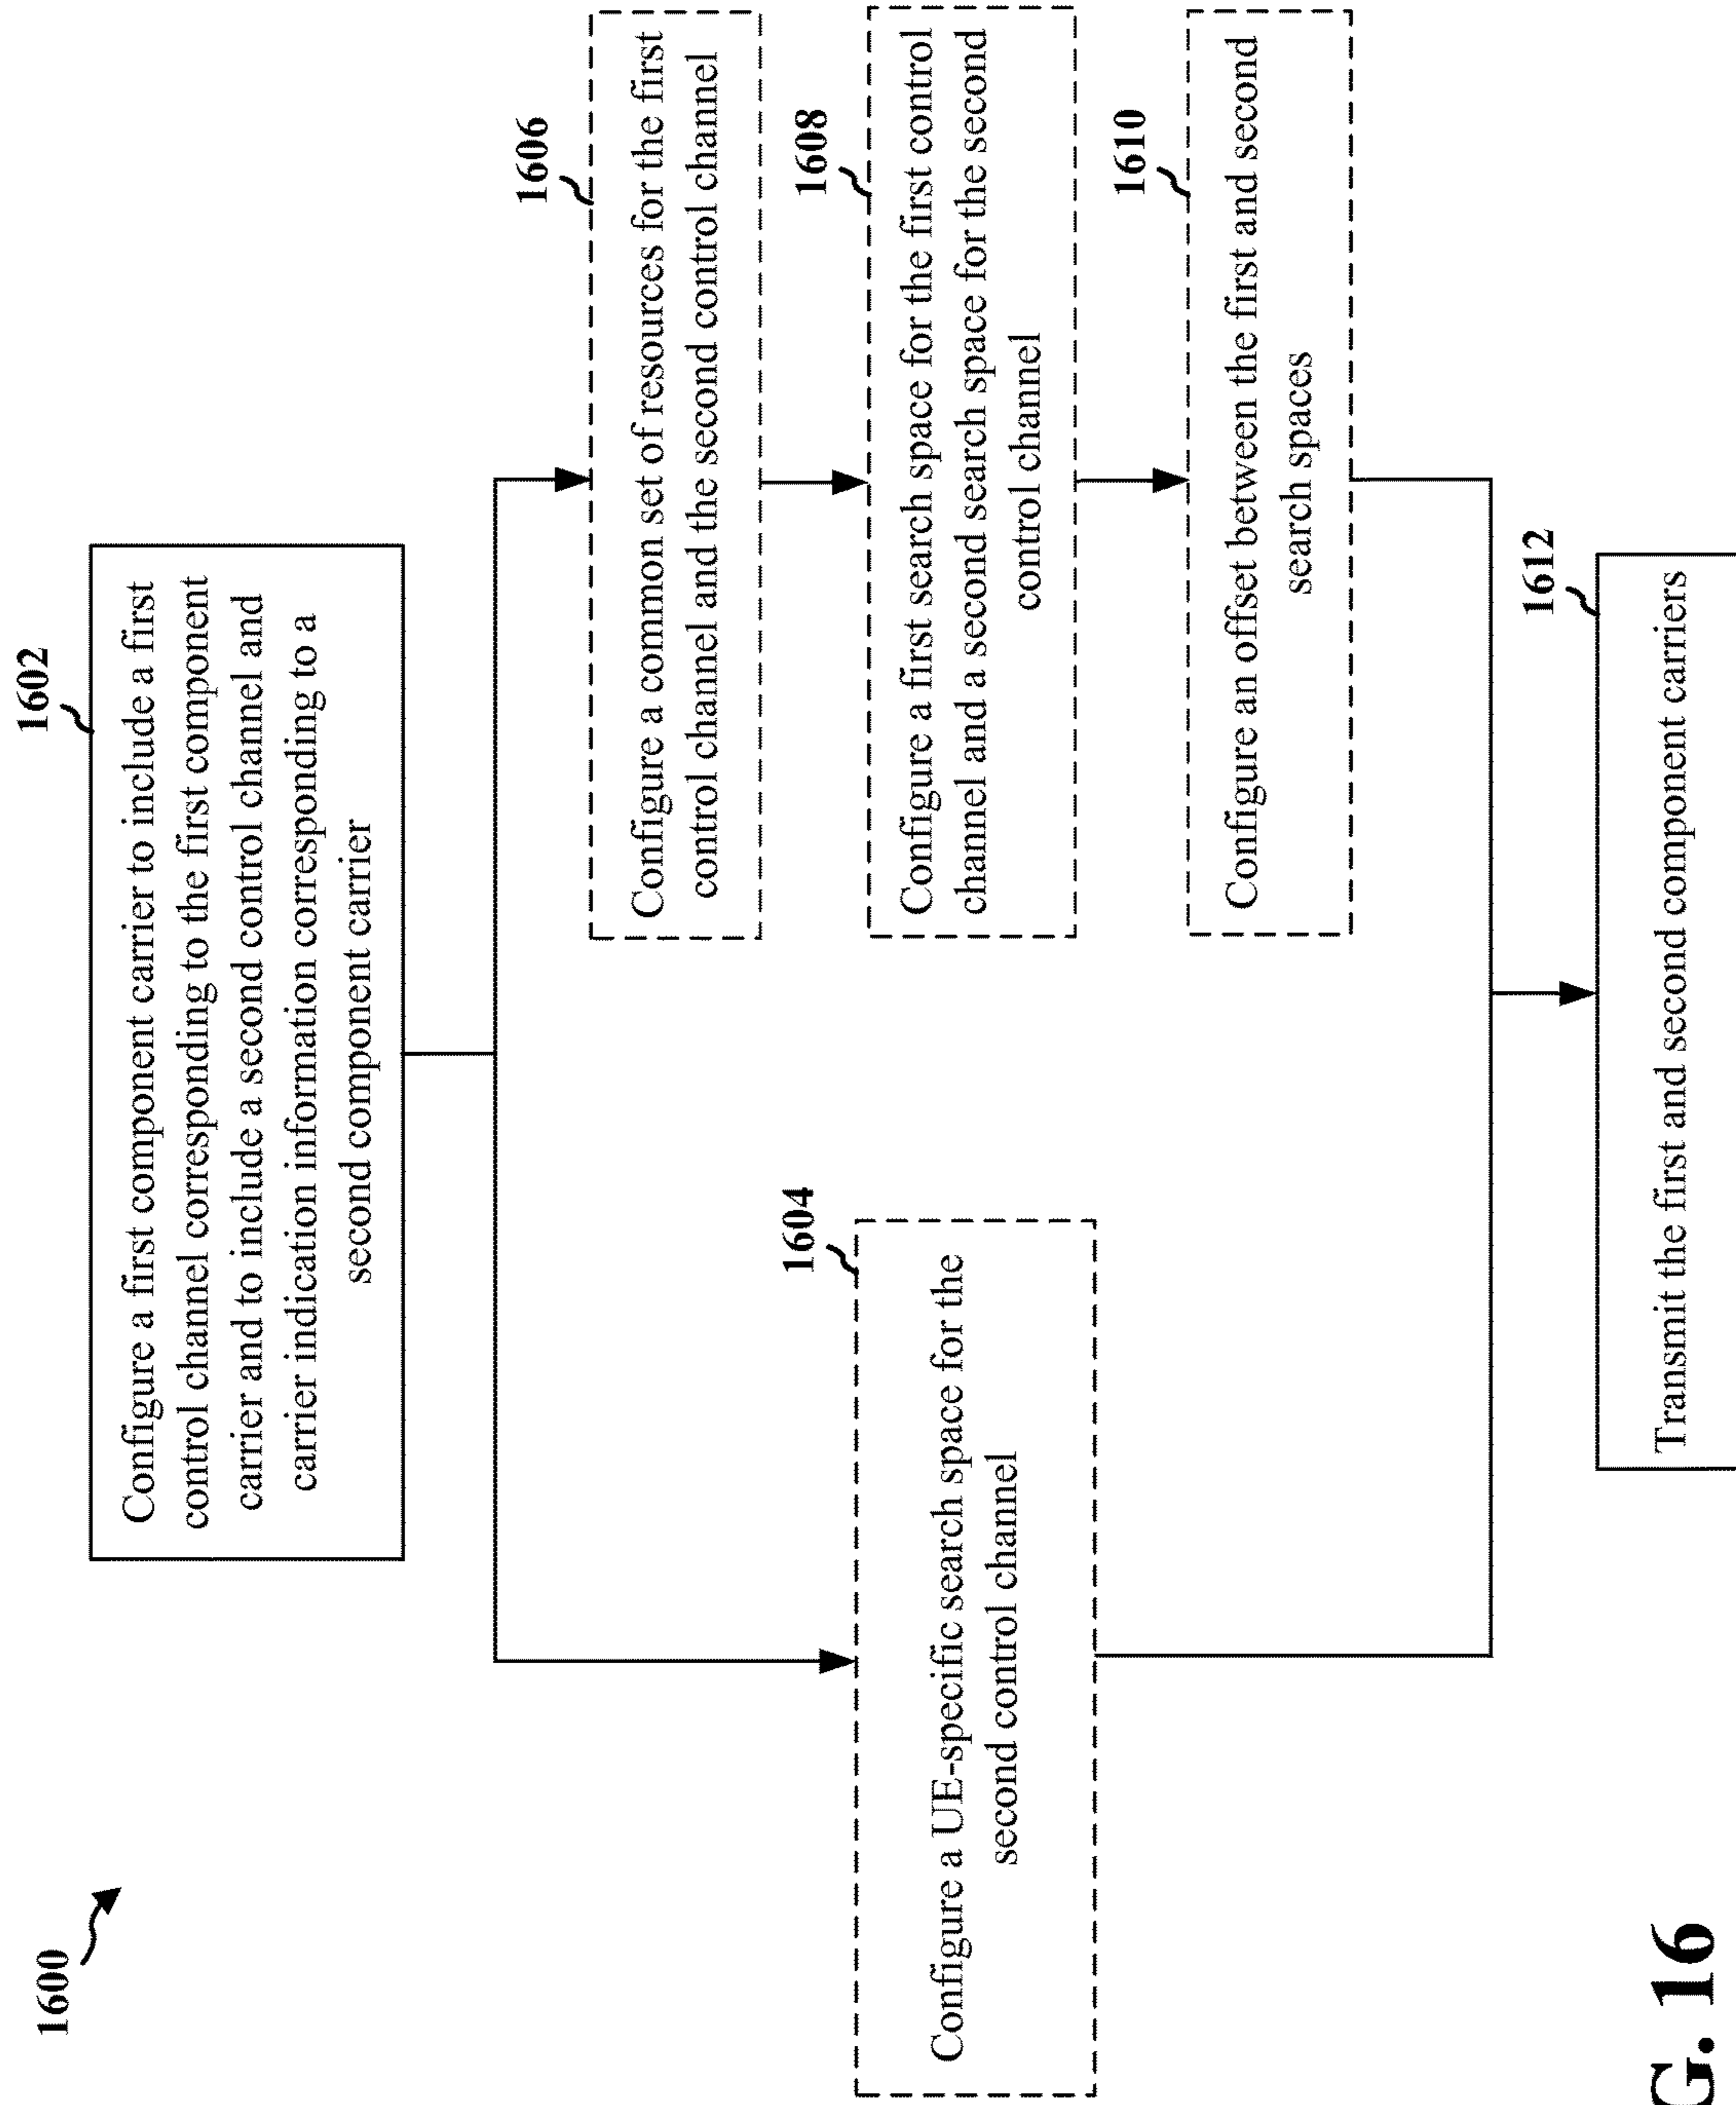 1600
1602
Configure a first component carrier to include a first
control channel corresponding to the first component
carrier and to include a second control channel and
carrier indication information corresponding to a
second component carrier
1604
Configure a UE-specific search space for the
second control channel
1606
Configure a common set of resources for the first
control channel and the second control channel
1608
Configure a first search space for the first control
channel and a second search space for the second
control channel
1610
Configure an offset between the first and second
search spaces
1612
Transmit the first and second component carriers
G. 16